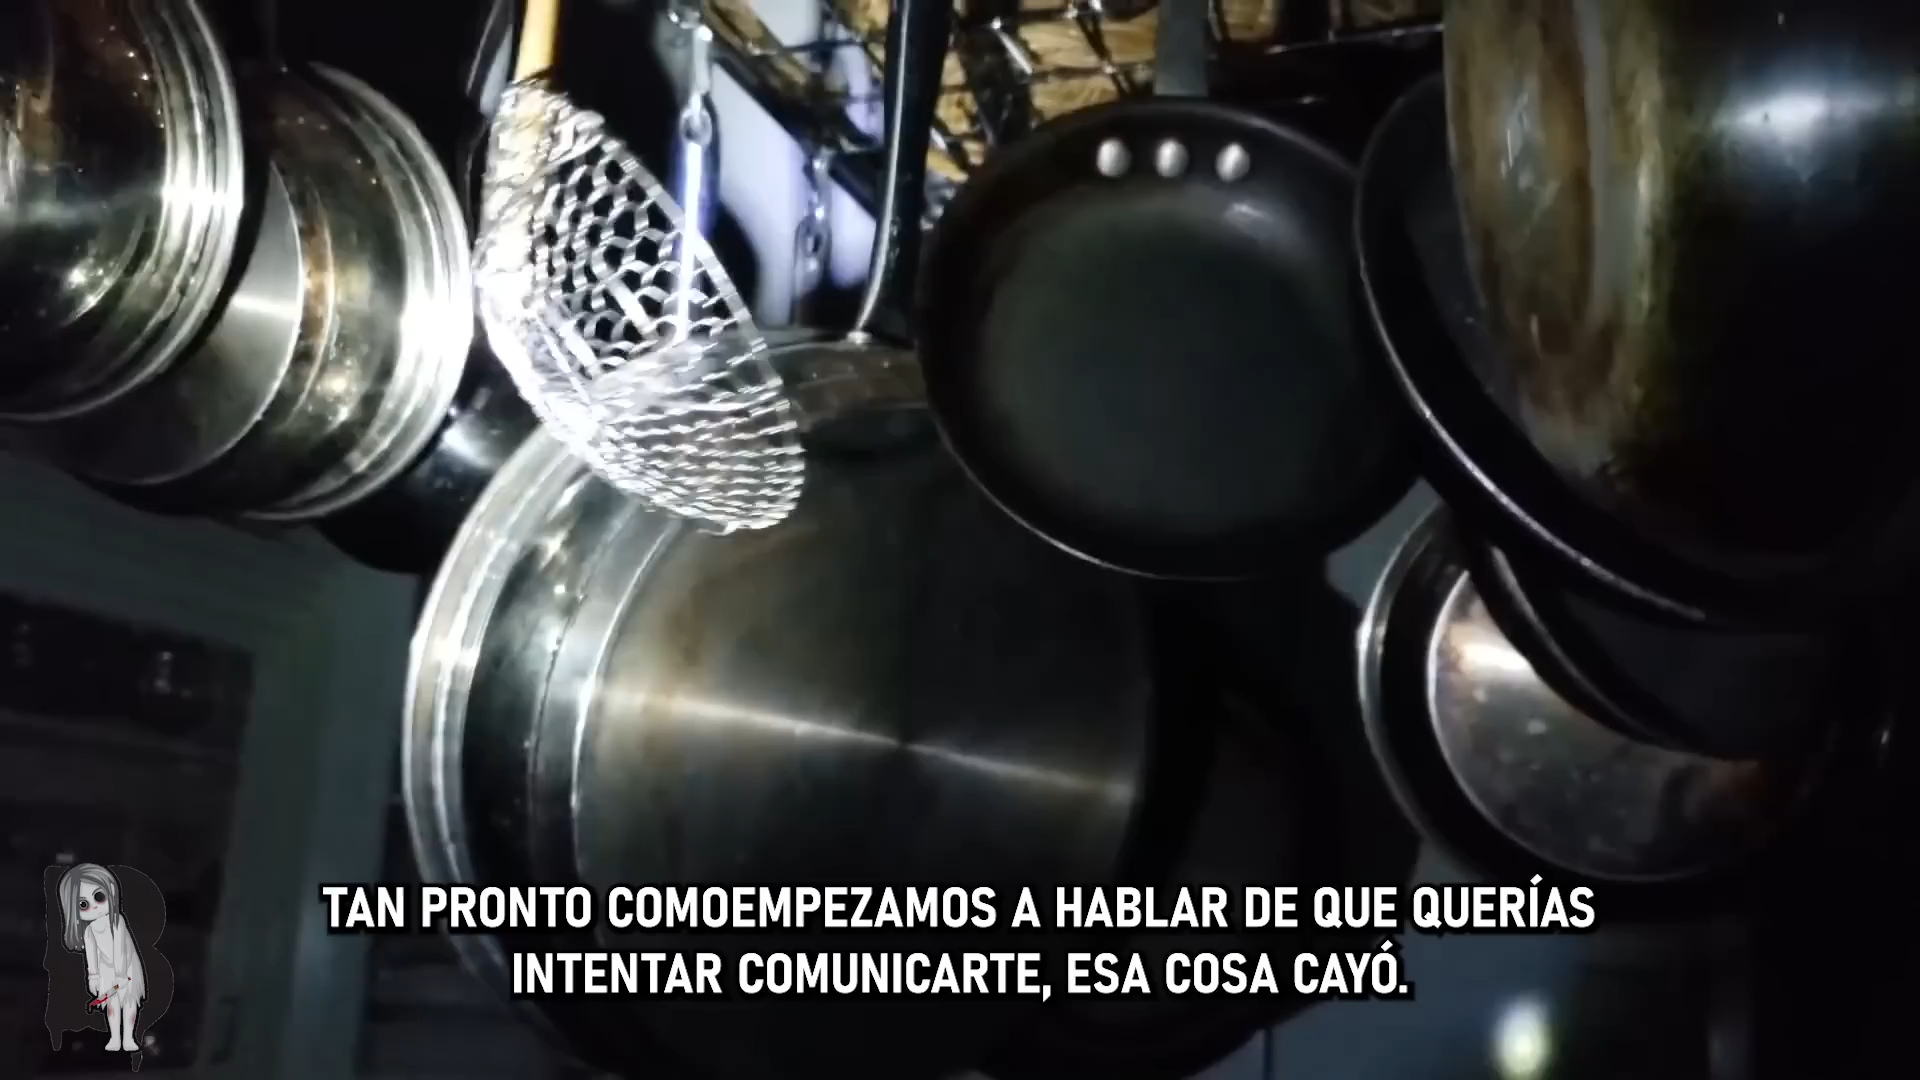 TAN PRONTO COMOEMPEZAMOS A HABLAR DE QUE QUERÍAS
INTENTAR COMUNICARTE, ESA COSA CAYÓ.